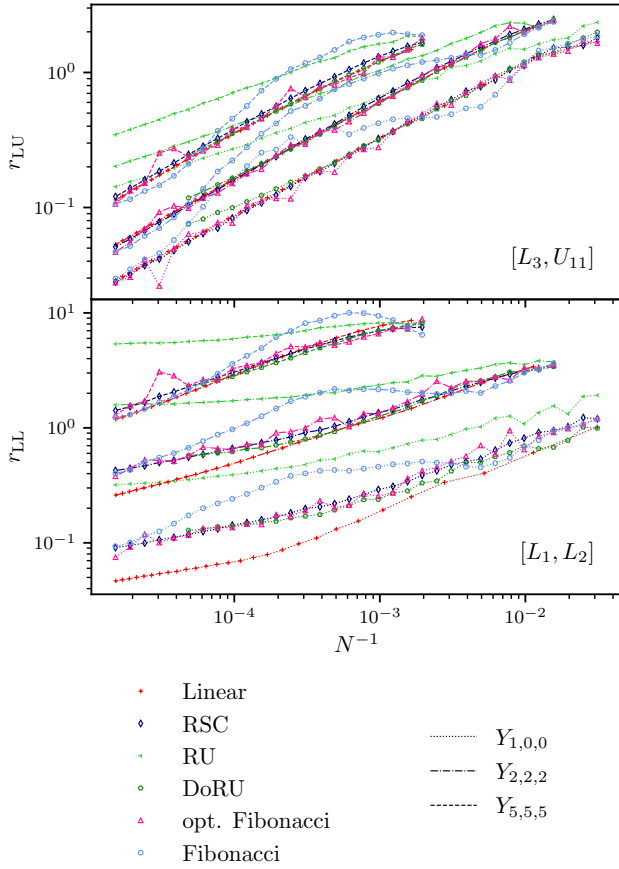 10^0
r_LU
10^−1
[L_3, U_11]
10^1
10^0
r_LL
10^−1
[L_1, L_2]
10^−4 10^−3 10^−2
N^−1
Linear
RSC
RU
DoRU
opt. Fibonacci
Fibonacci
Y_1,0,0
Y_2,2,2
Y_5,5,5